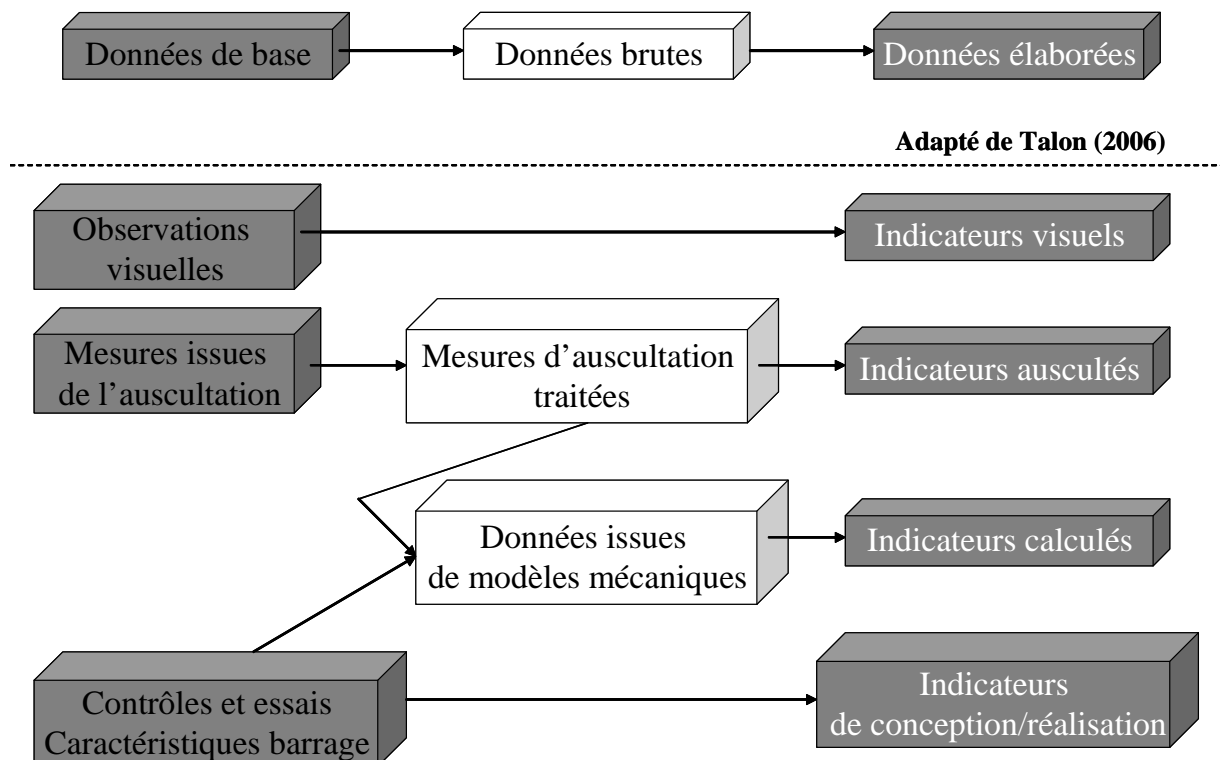 Données de base
Données brutes
Données élaborées
Adapté de Talon (2006)
Observations
visuelles
Indicateurs visuels
Mesures issues
de l’auscultation
Mesures d’auscultation
traitées
Indicateurs auscultés
Données issues
de modèles mécaniques
Indicateurs calculés
Contrôles et essais
Caractéristiques barrage
Indicateurs
de conception/réalisation